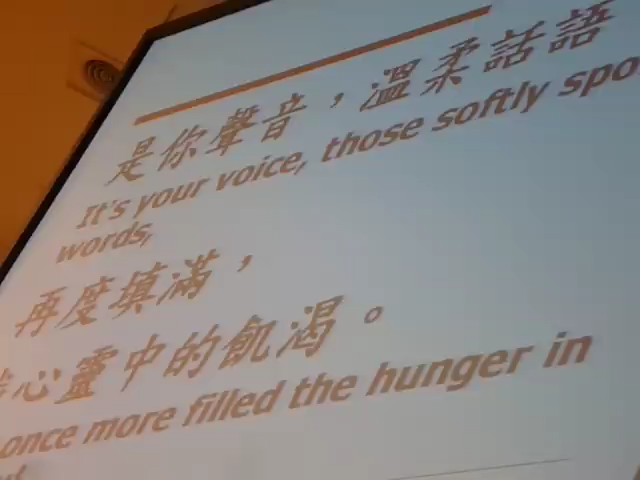 是你聲音，溫柔話語
It's your voice, those softly
words,
再度填滿，
心靈中的飢渴。
once more filled the hunger in